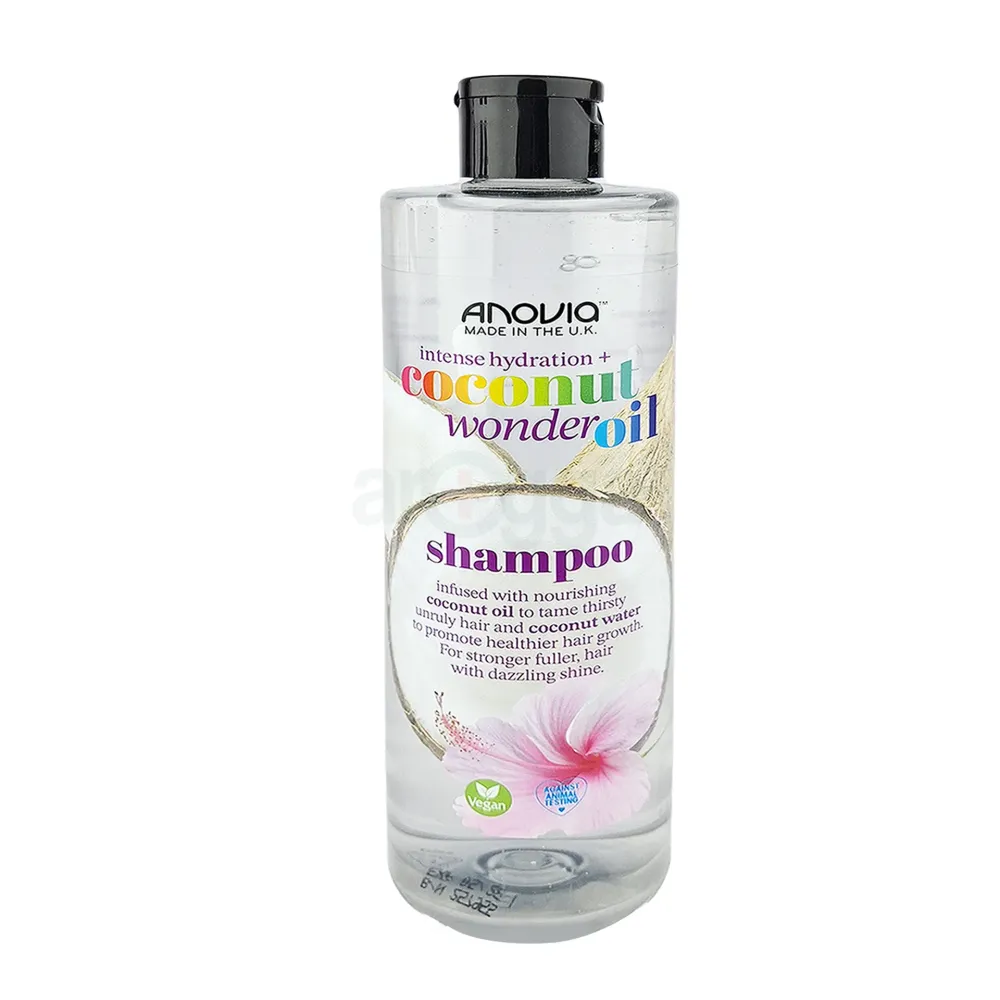 ANOVIA™
MADE IN THE U.K.
intense hydration +
coconut
wonder oil
shampoo
infused with nourishing
coconut oil to tame thirsty
unruly hair and coconut water
to promote healthier hair growth.
For stronger fuller, hair
with dazzling shine.
Vegan
AGAINST
ANIMAL
TESTING